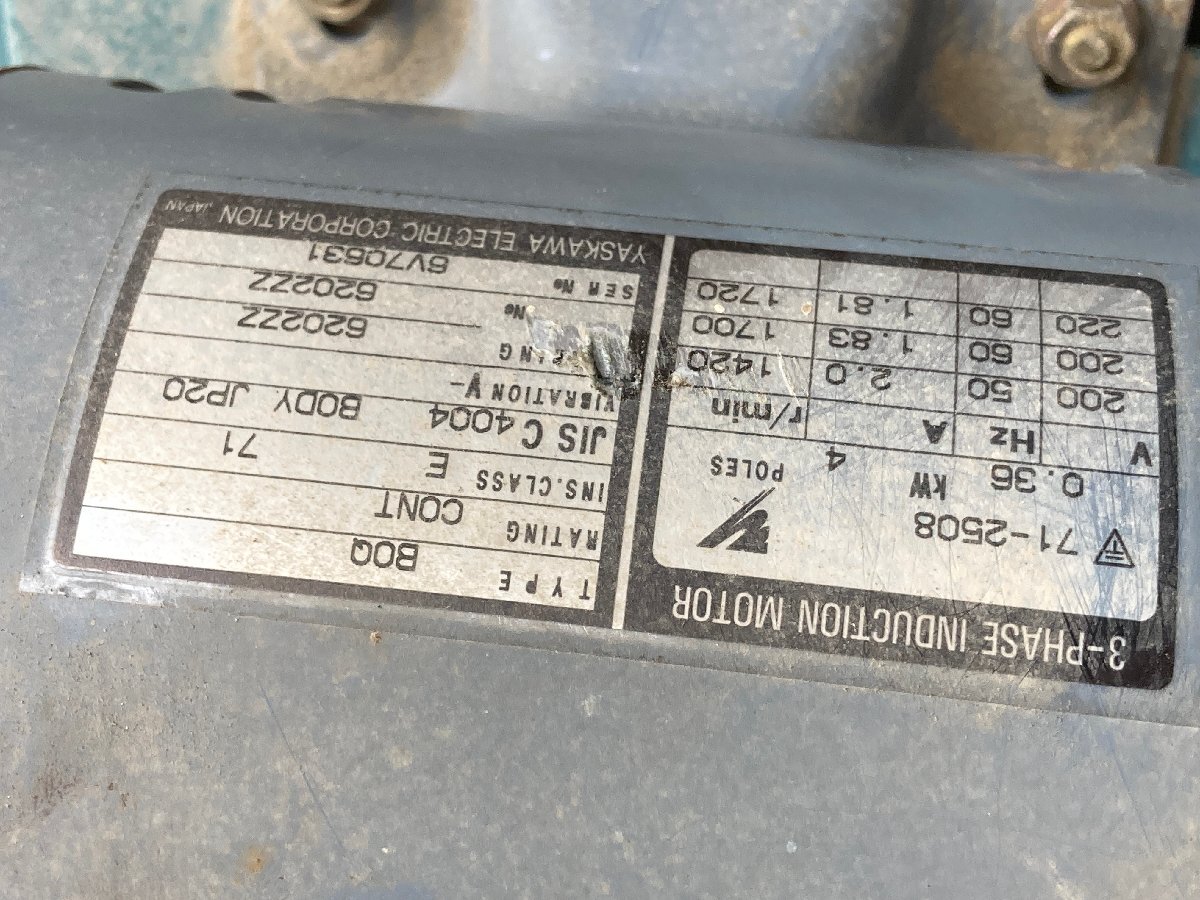 3-PHASE INDUCTION MOTOR
71-2508
0.36 kW 4 POLES
V Hz A r/min
200 50 2.0 1420
200 60 1.83 1700
220 60 1.81 1720
TYPE BOQ
RATING CONT
INS.CLASS E 71
JIS C 4004 BODY JP20
VIBRATION V-
6202ZZ
No 6202ZZ
SER No 6V70631
YASKAWA ELECTRIC CORPORATION JAPAN